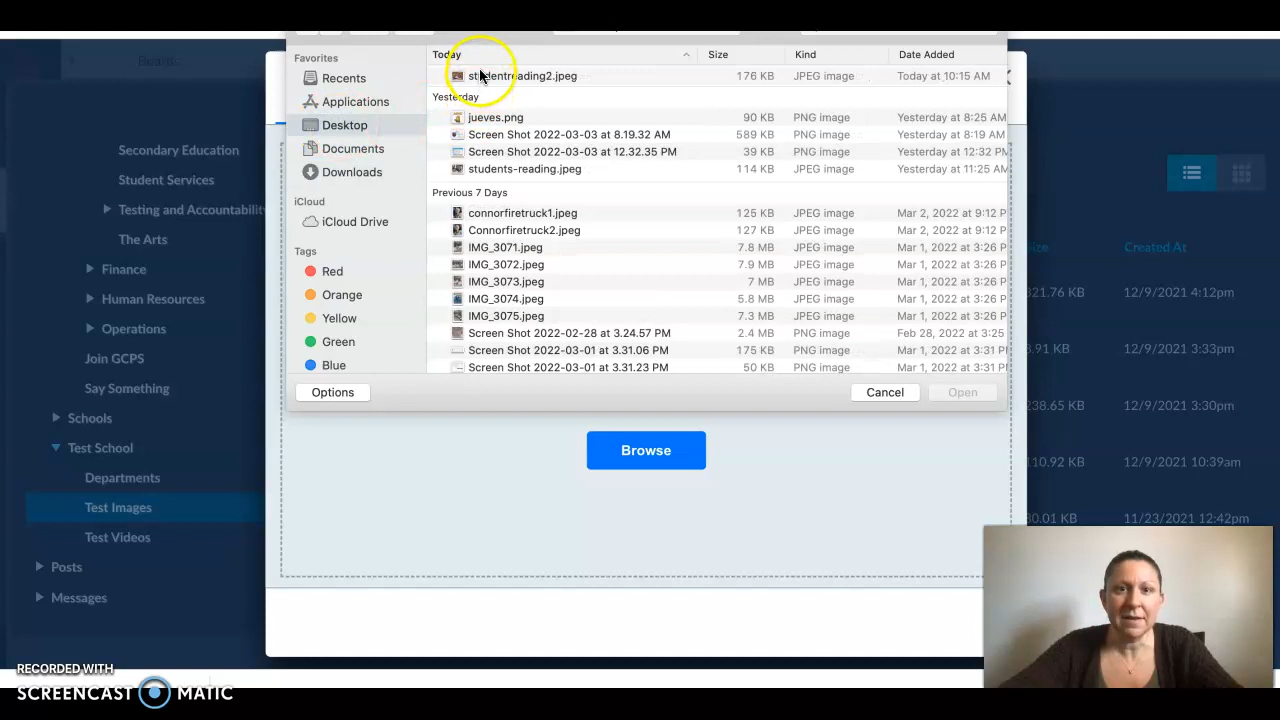 Favorites
Recents
Applications
Desktop
Documents
Downloads
iCloud
iCloud Drive
Tags
Red
Orange
Yellow
Green
Blue
Today Size Kind Date Added
studentreading2.jpeg 176 KB JPEG image Today at 10:15 AM
Yesterday
jueves.png 90 KB PNG image Yesterday at 8:25 AM
Screen Shot 2022-03-03 at 8.19.32 AM 589 KB PNG image Yesterday at 8:19 AM
Screen Shot 2022-03-03 at 12.32.35 PM 39 KB PNG image Yesterday at 12:32 PM
students-reading.jpeg 114 KB JPEG image Yesterday at 11:25 AM
Previous 7 Days
connorfiretruck1.jpeg 125 KB JPEG image Mar 2, 2022 at 9:12 P
Connorfiretruck2.jpeg 127 KB JPEG image Mar 2, 2022 at 9:12 P
IMG_3071.jpeg 7.8 MB JPEG image Mar 1, 2022 at 3:26 P
IMG_3072.jpeg 7.9 MB JPEG image Mar 1, 2022 at 3:26 P
IMG_3073.jpeg 7 MB JPEG image Mar 1, 2022 at 3:26 P
IMG_3074.jpeg 5.8 MB JPEG image Mar 1, 2022 at 3:26 P
IMG_3075.jpeg 7.3 MB JPEG image Mar 1, 2022 at 3:26 P
Screen Shot 2022-02-28 at 3.24.57 PM 2.4 MB PNG image Feb 28, 2022 at 3:25
Screen Shot 2022-03-01 at 3.31.06 PM 175 KB PNG image Mar 1, 2022 at 3:31 P
Screen Shot 2022-03-01 at 3.31.23 PM 50 KB PNG image Mar 1, 2022 at 3:31 P
Options Cancel Open
Browse
Secondary Education
Student Services
Testing and Accountability
The Arts
Finance
Human Resources
Operations
Join GCPS
Say Something
Schools
Test School
Departments
Test Images
Test Videos
Posts
Messages
Size Created At
321.76 KB 12/9/2021 4:12pm
.91 KB 12/9/2021 3:33pm
238.65 KB 12/9/2021 3:30pm
110.92 KB 12/9/2021 10:39am
0.01 KB 11/23/2021 12:42pm
RECORDED WITH
SCREENCAST MATIC